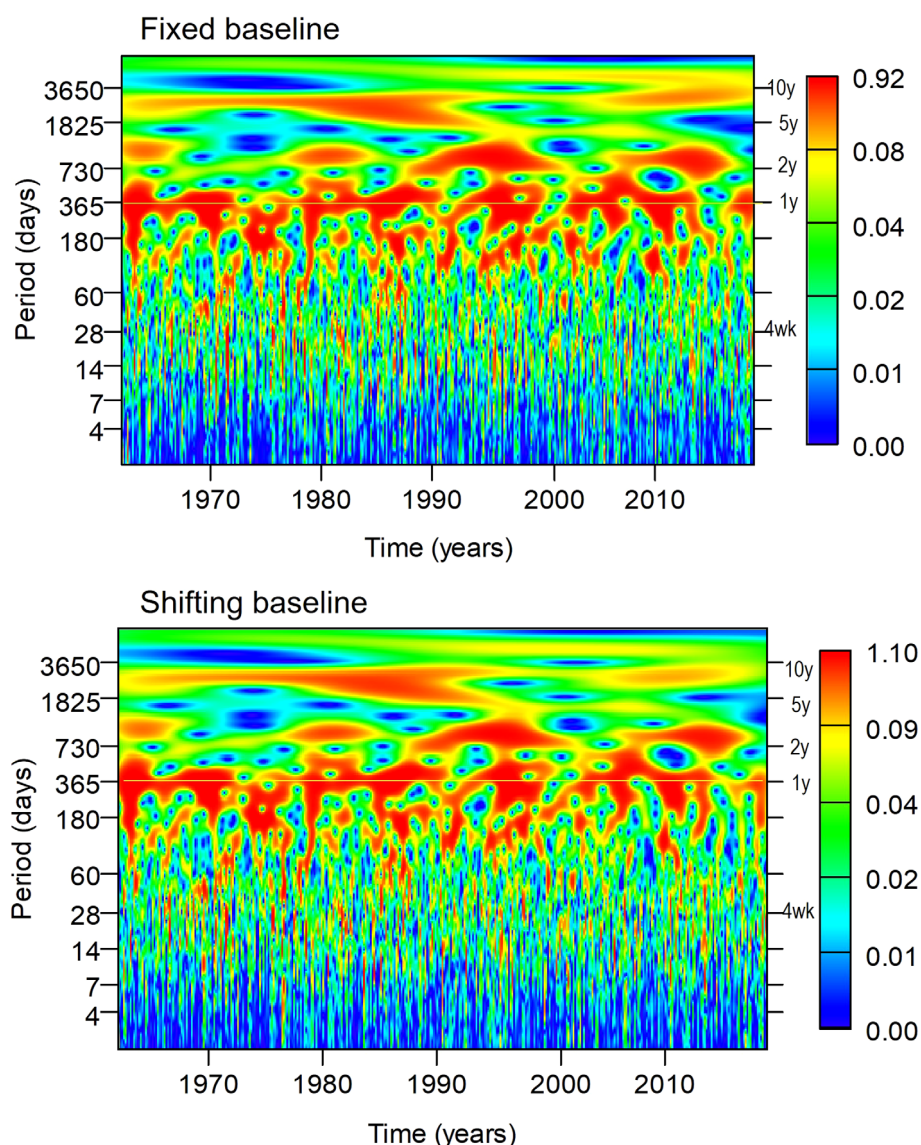 Fixed baseline
Period (days)
3650
1825
730
365
180
60
28
14
7
4
10y
5y
2y
1y
4wk
0.92
0.08
0.04
0.02
0.01
0.00
1970 1980 1990 2000 2010
Time (years)
Shifting baseline
Period (days)
3650
1825
730
365
180
60
28
14
7
4
10y
5y
2y
1y
4wk
1.10
0.09
0.04
0.02
0.01
0.00
1970 1980 1990 2000 2010
Time (years)